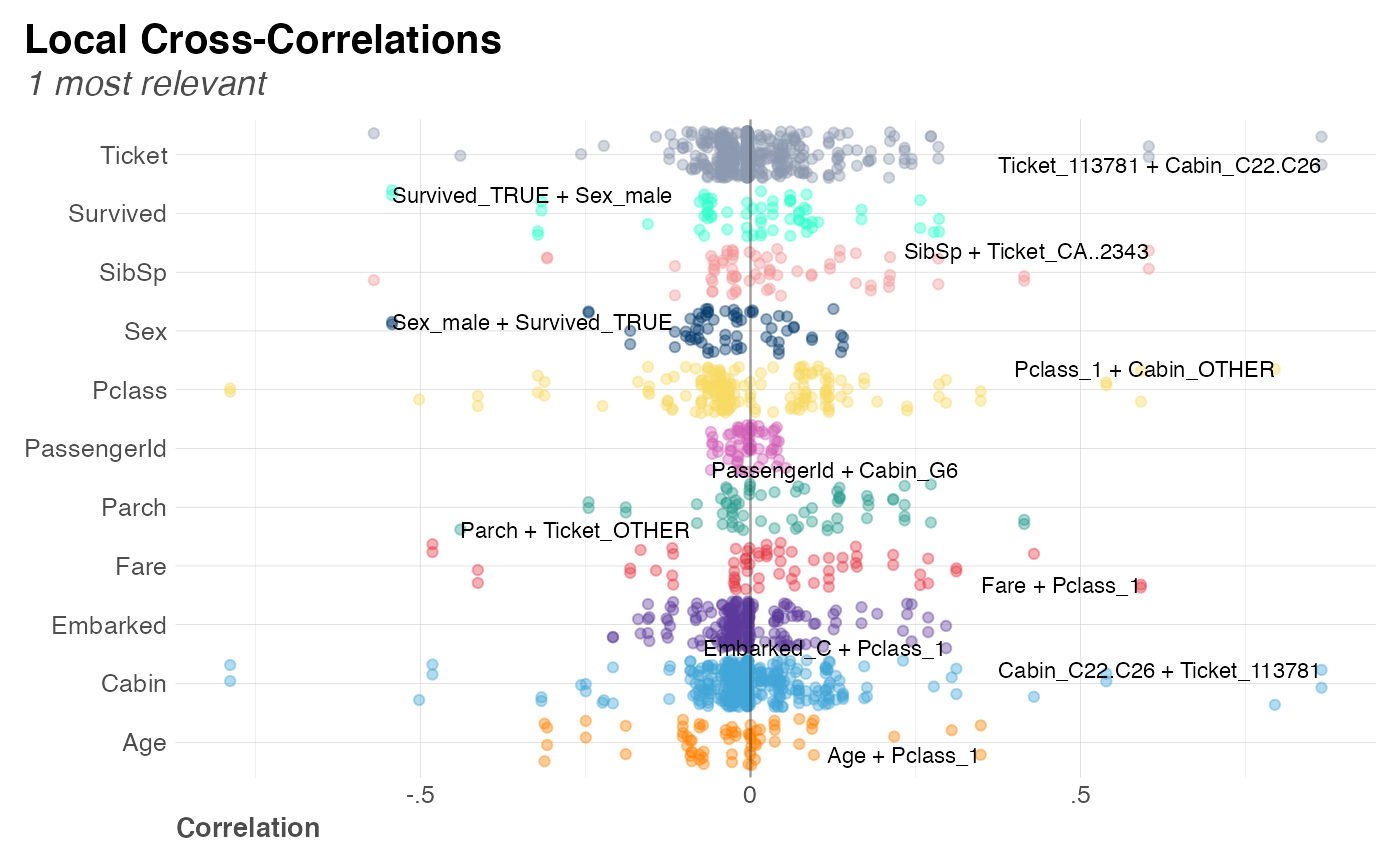 Local Cross-Correlations
1 most relevant
Ticket
Ticket_113781 + Cabin_C22.C26
Survived_TRUE + Sex_male
Survived
SibSp + Ticket_CA..2343
SibSp
Sex_male + Survived_TRUE
Sex
Pclass_1 + Cabin_OTHER
Pclass
PassengerId
PassengerId + Cabin_G6
Parch
Parch + Ticket_OTHER
Fare
Fare + Pclass_1
Embarked
Embarked_C + Pclass_1
Cabin_C22.C26 + Ticket_113781
Cabin
Age
Age + Pclass_1
-.5 0 .5
Correlation